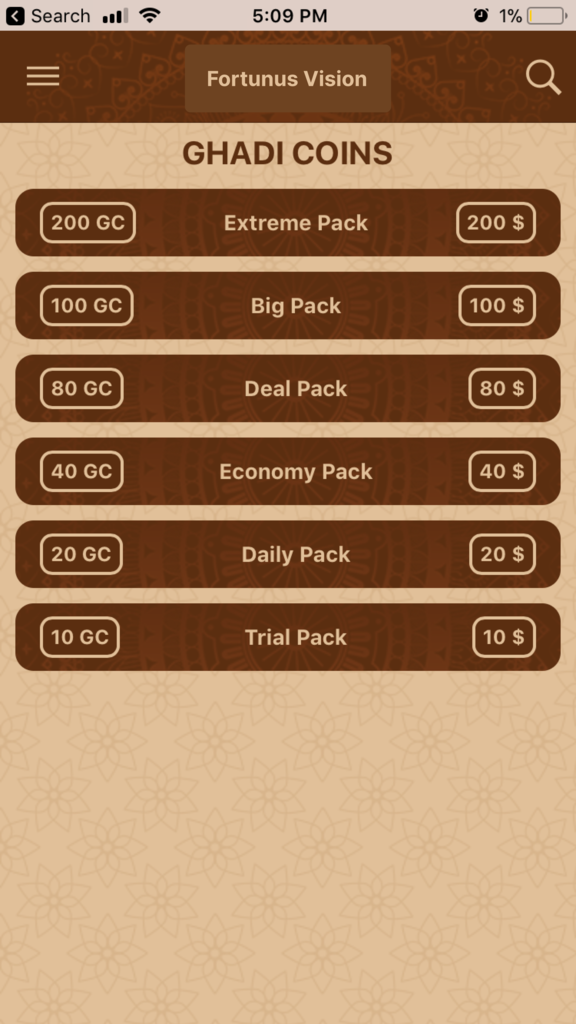 Search 5:09 PM 1%
Fortunus Vision
GHADI COINS
200 GC Extreme Pack 200 $
100 GC Big Pack 100 $
80 GC Deal Pack 80 $
40 GC Economy Pack 40 $
20 GC Daily Pack 20 $
10 GC Trial Pack 10 $